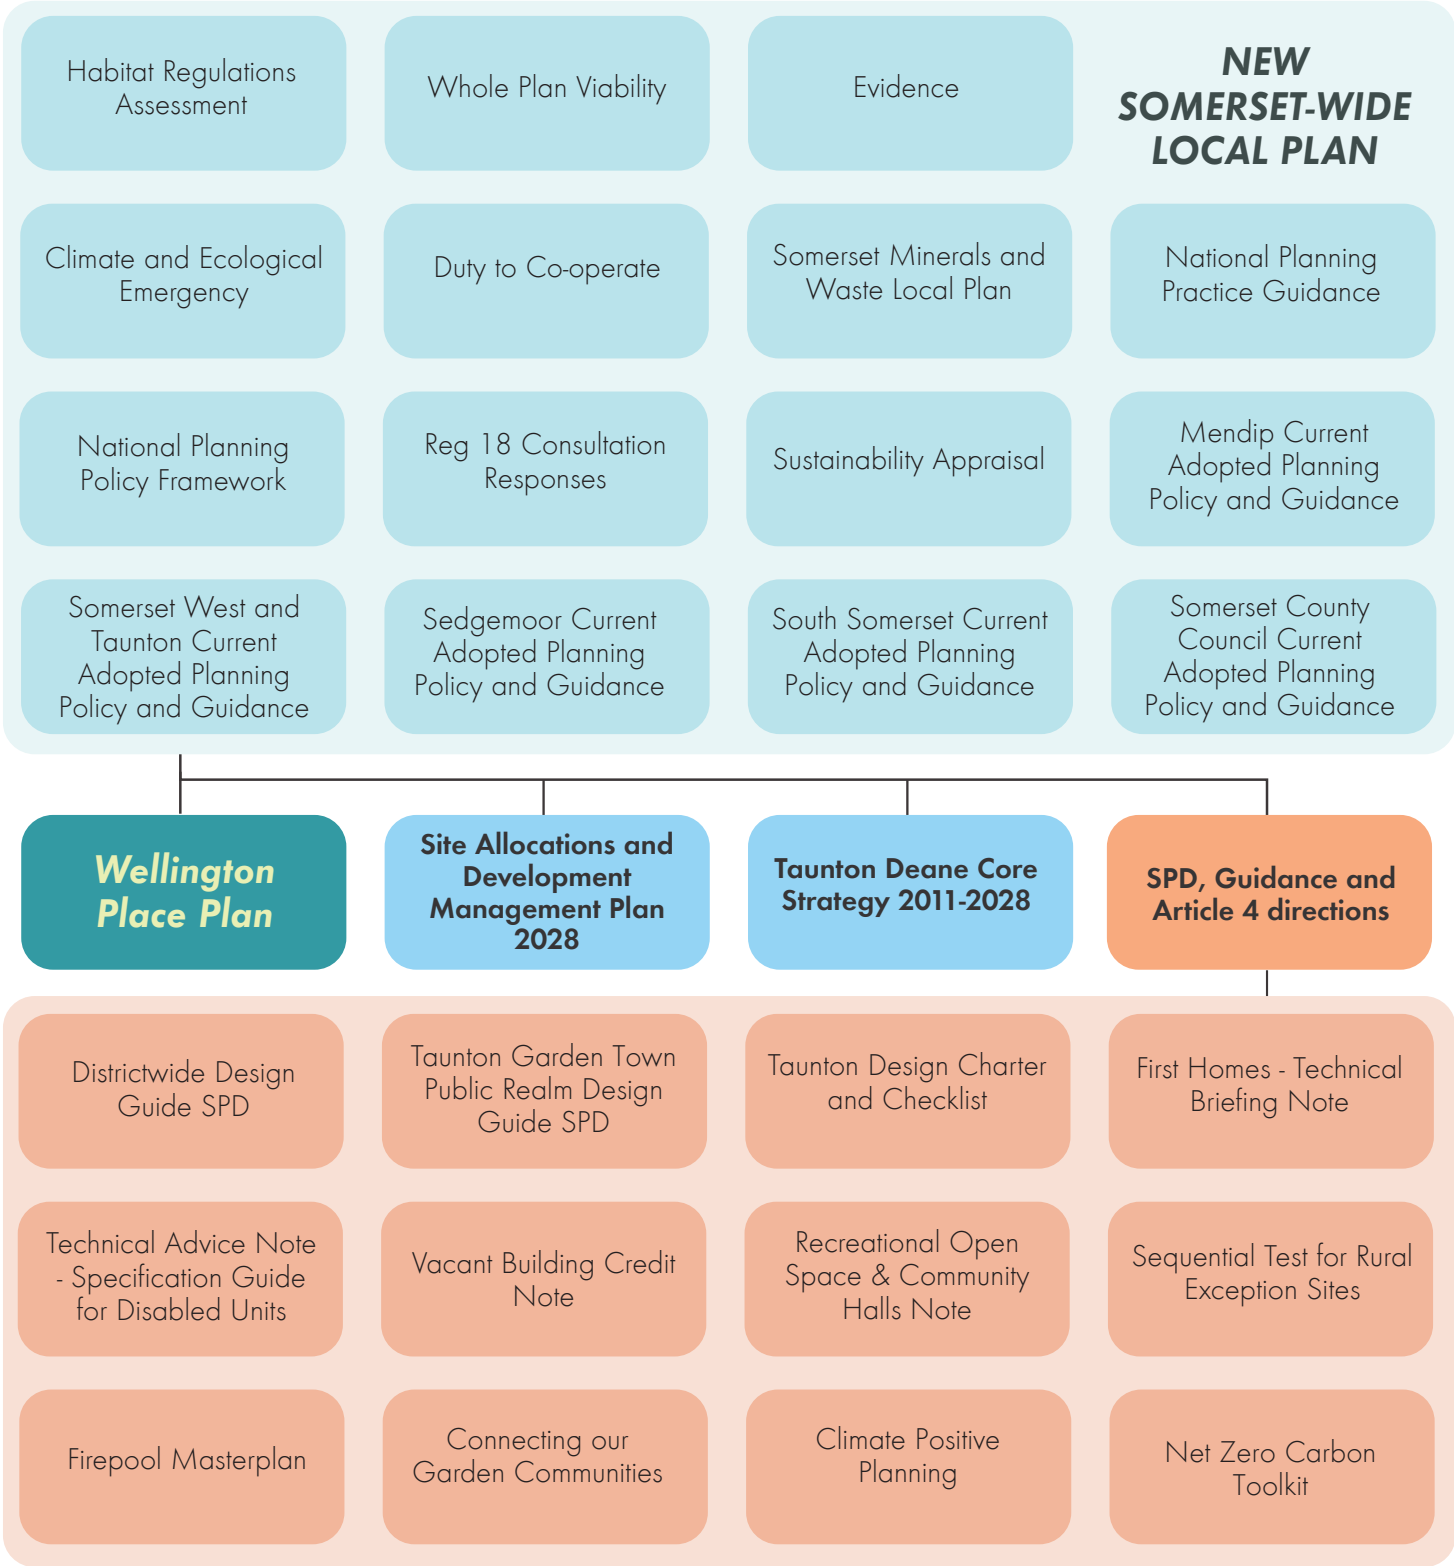 Habitat Regulations
Assessment
Whole Plan Viability
Evidence
NEW
SOMERSET-WIDE
LOCAL PLAN
Climate and Ecological
Emergency
Duty to Co-operate
Somerset Minerals and
Waste Local Plan
National Planning
Practice Guidance
National Planning
Policy Framework
Reg 18 Consultation
Responses
Sustainability Appraisal
Mendip Current
Adopted Planning
Policy and Guidance
Somerset West and
Taunton Current
Adopted Planning
Policy and Guidance
Sedgemoor Current
Adopted Planning
Policy and Guidance
South Somerset Current
Adopted Planning
Policy and Guidance
Somerset County
Council Current
Adopted Planning
Policy and Guidance
Wellington
Place Plan
Site Allocations and
Development
Management Plan
2028
Taunton Deane Core
Strategy 2011-2028
SPD, Guidance and
Article 4 directions
Districtwide Design
Guide SPD
Taunton Garden Town
Public Realm Design
Guide SPD
Taunton Design Charter
and Checklist
First Homes - Technical
Briefing Note
Technical Advice Note
- Specification Guide
for Disabled Units
Vacant Building Credit
Note
Recreational Open
Space & Community
Halls Note
Sequential Test for Rural
Exception Sites
Firepool Masterplan
Connecting our
Garden Communities
Climate Positive
Planning
Net Zero Carbon
Toolkit